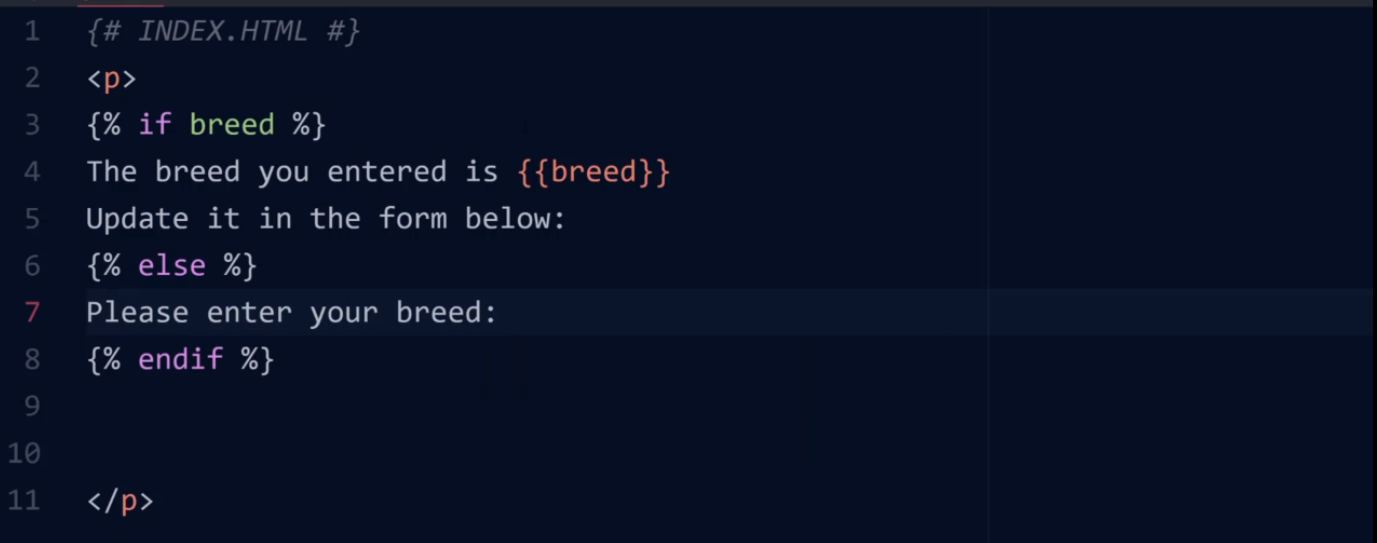 1 {# INDEX.HTML #}
2 <p>
3 {% if breed %}
4 The breed you entered is {{breed}}
5 Update it in the form below:
6 {% else %}
7 Please enter your breed:
8 {% endif %}
9
10
11 </p>